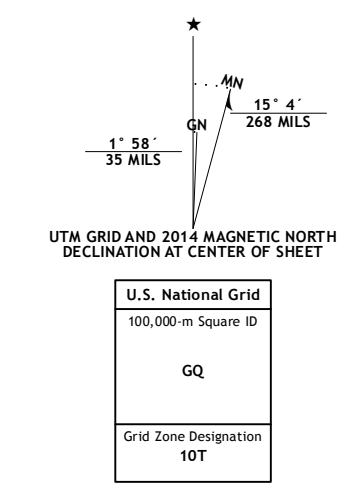 ★
MN
GN
15° 4´
268 MILS
1° 58´
35 MILS
UTM GRID AND 2014 MAGNETIC NORTH
DECLINATION AT CENTER OF SHEET
U.S. National Grid
100,000-m Square ID
GQ
Grid Zone Designation
10T